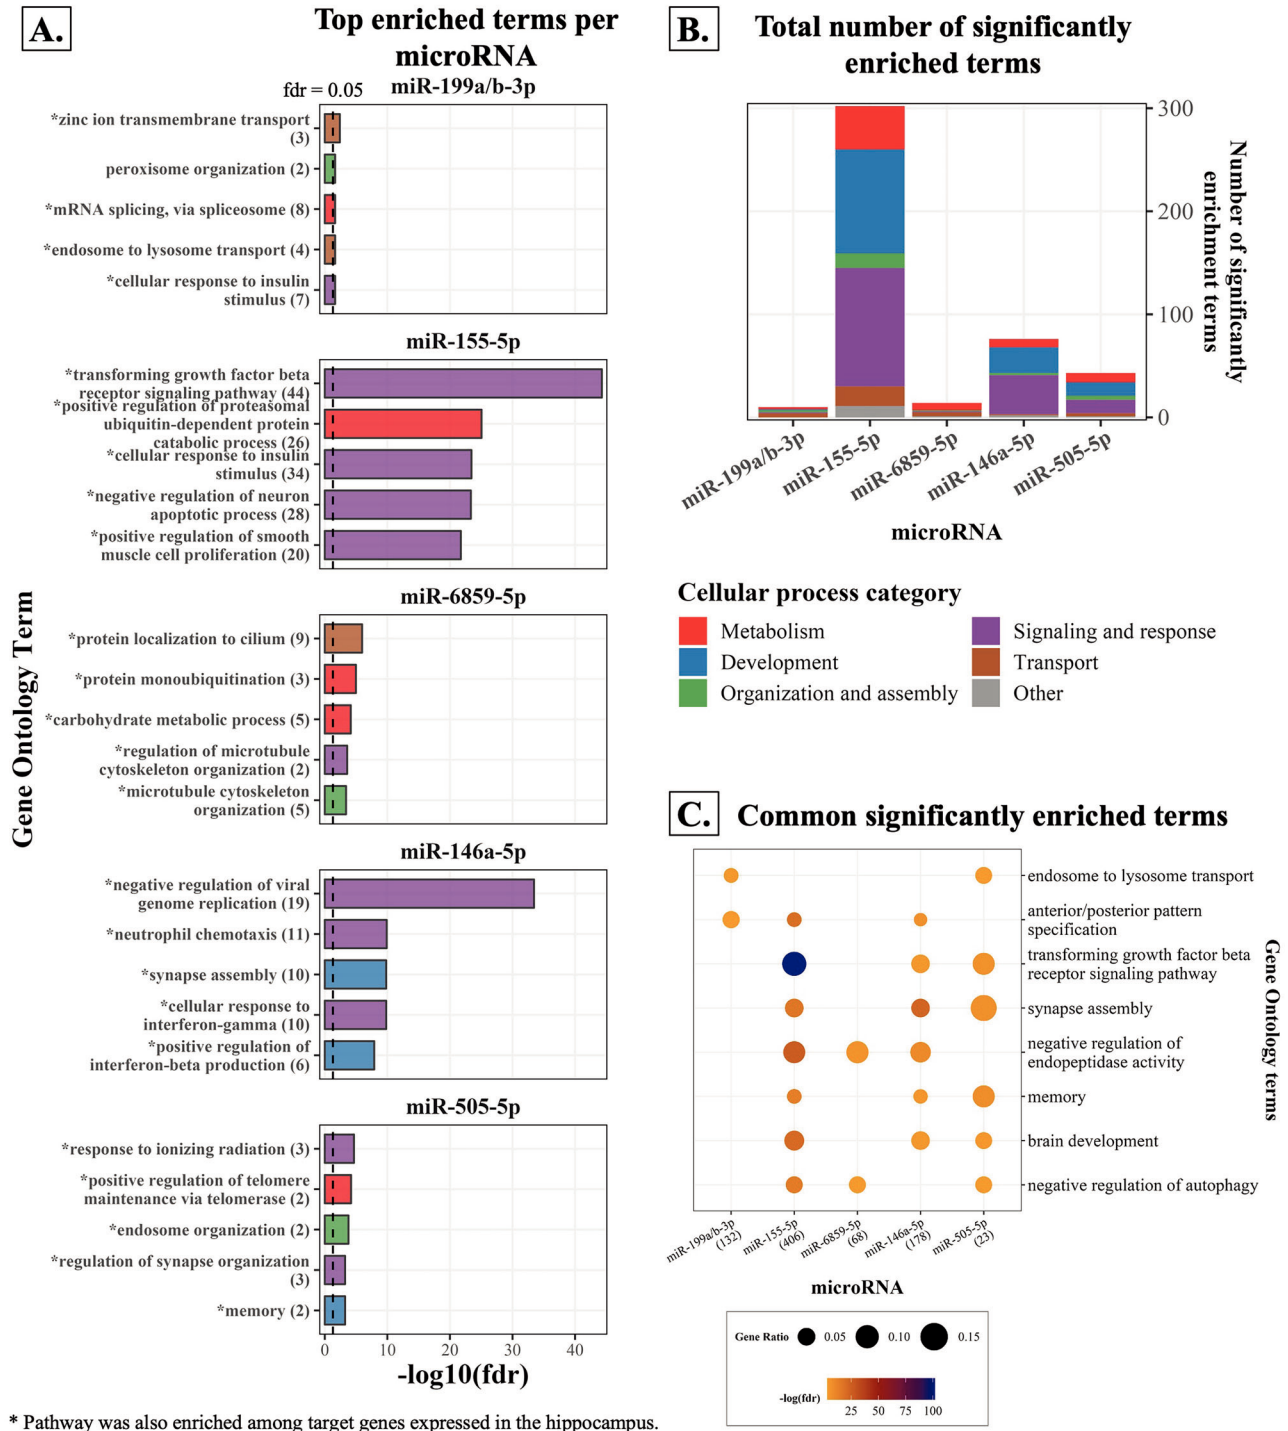 A.
Top enriched terms per
microRNA
fdr = 0.05
miR-199a/b-3p
*zinc ion transmembrane transport
(3)
peroxisome organization (2)
*mRNA splicing, via spliceosome (8)
*endosome to lysosome transport (4)
*cellular response to insulin
stimulus (7)
miR-155-5p
*transforming growth factor beta
receptor signaling pathway (44)
*positive regulation of proteasomal
ubiquitin-dependent protein
catabolic process (26)
*cellular response to insulin
stimulus (34)
*negative regulation of neuron
apoptotic process (28)
*positive regulation of smooth
muscle cell proliferation (20)
miR-6859-5p
*protein localization to cilium (9)
*protein monoubiquitination (3)
*carbohydrate metabolic process (5)
*regulation of microtubule
cytoskeleton organization (2)
*microtubule cytoskeleton
organization (5)
miR-146a-5p
*negative regulation of viral
genome replication (19)
*neutrophil chemotaxis (11)
*synapse assembly (10)
*cellular response to
interferon-gamma (10)
*positive regulation of
interferon-beta production (6)
miR-505-5p
*response to ionizing radiation (3)
*positive regulation of telomere
maintenance via telomerase (2)
*endosome organization (2)
*regulation of synapse organization
(3)
*memory (2)
0 10 20 30 40
-log10(fdr)
Gene Ontology Term
* Pathway was also enriched among target genes expressed in the hippocampus.
B.
Total number of significantly
enriched terms
300
200
100
0
Number of significantly
enrichment terms
miR-199a/b-3p
miR-155-5p
miR-6859-5p
miR-146a-5p
miR-505-5p
microRNA
Cellular process category
Metabolism
Development
Organization and assembly
Signaling and response
Transport
Other
C.
Common significantly enriched terms
endosome to lysosome transport
anterior/posterior pattern
specification
transforming growth factor beta
receptor signaling pathway
synapse assembly
negative regulation of
endopeptidase activity
memory
brain development
negative regulation of autophagy
Gene Ontology terms
miR-199a/b-3p
(132)
miR-155-5p
(406)
miR-6859-5p
(68)
miR-146a-5p
(178)
miR-505-5p
(23)
microRNA
Gene Ratio 0.05 0.10 0.15
-log(fdr)
25 50 75 100